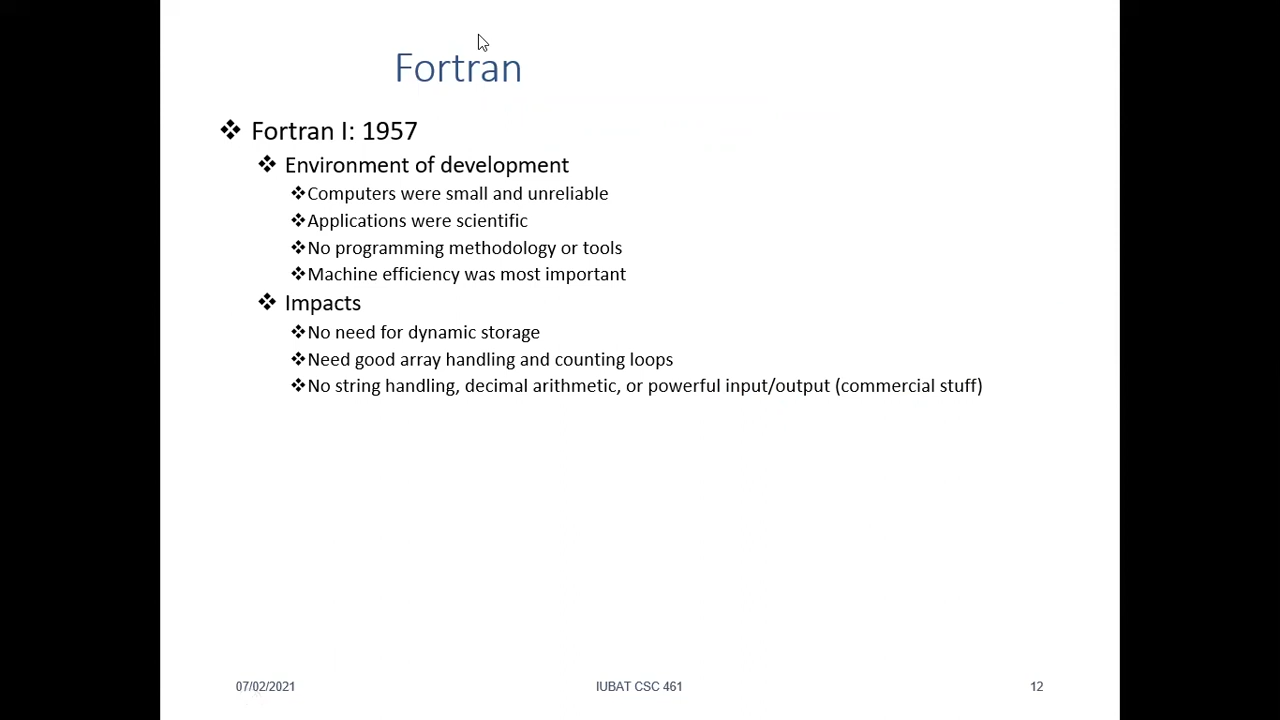 Fortran
❖ Fortran I: 1957
❖ Environment of development
❖Computers were small and unreliable
❖Applications were scientific
❖No programming methodology or tools
❖Machine efficiency was most important
❖ Impacts
❖No need for dynamic storage
❖Need good array handling and counting loops
❖No string handling, decimal arithmetic, or powerful input/output (commercial stuff)
07/02/2021 IUBAT CSC 461 12